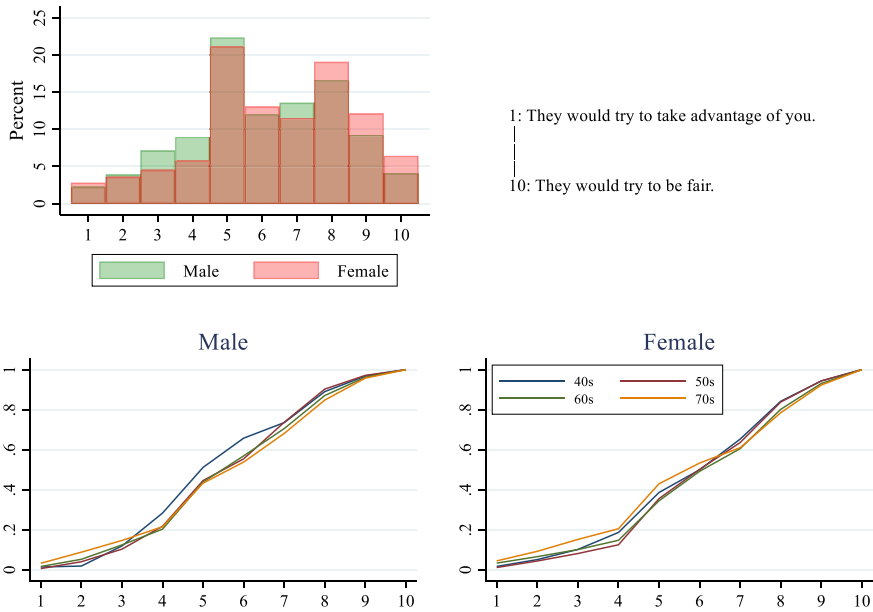 25
20
15
10
5
0
Percent
1 2 3 4 5 6 7 8 9 10
Male Female
1: They would try to take advantage of you.
10: They would try to be fair.
Male
1
.8
.6
.4
.2
0
1 2 3 4 5 6 7 8 9 10
Female
40s 50s
60s 70s
1
.8
.6
.4
.2
0
1 2 3 4 5 6 7 8 9 10